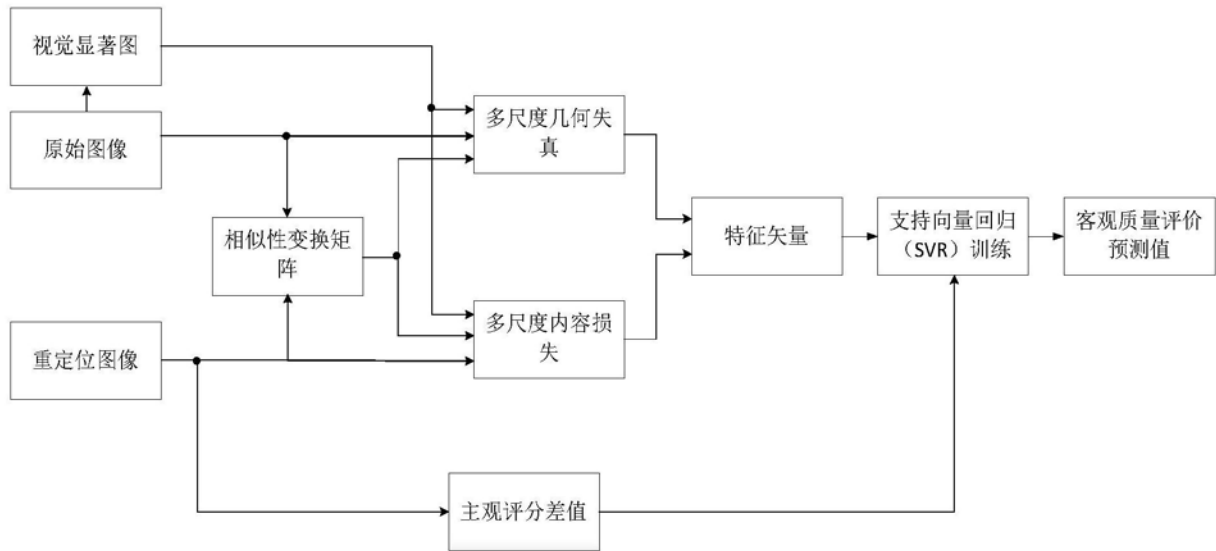 视觉显著图
原始图像
相似性变换矩
阵
重定位图像
多尺度几何失
真
多尺度内容损
失
主观评分差值
特征矢量
支持向量回归
（SVR）训练
客观质量评价
预测值